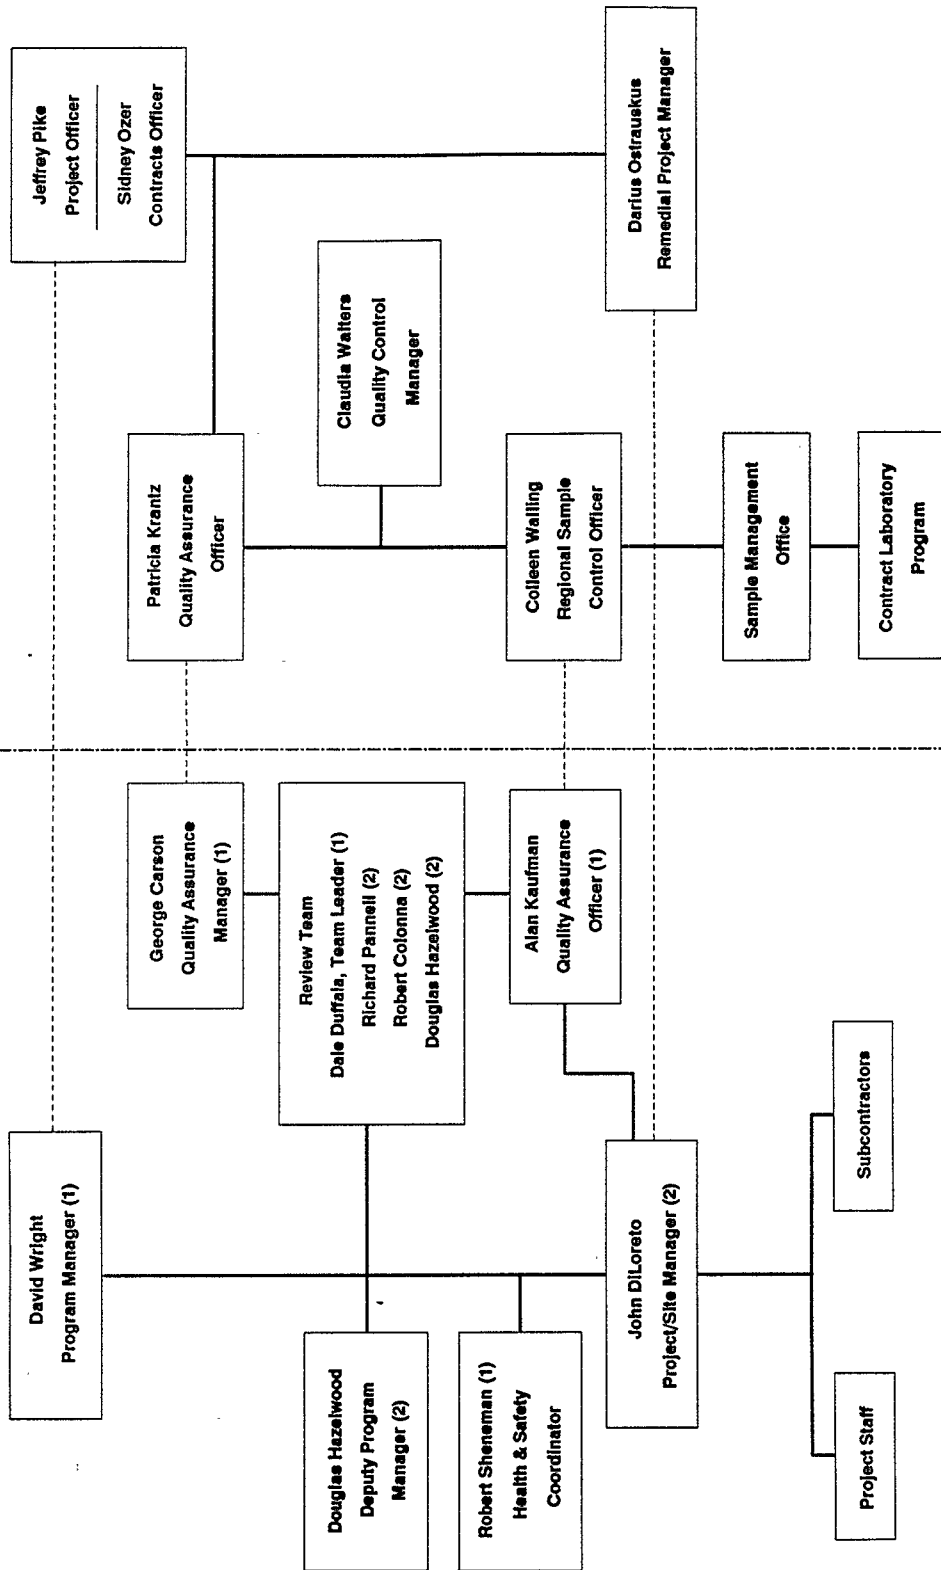 David Wright
Program Manager (1)
Douglas Hazelwood
Deputy Program
Manager (2)
Robert Sheneman (1)
Health & Safety
Coordinator
John DiLoreto
Project/Site Manager (2)
Project Staff
Subcontractors
George Carson
Quality Assurance
Manager (1)
Review Team
Dale Duffala, Team Leader (1)
Richard Pannell (2)
Robert Colonna (2)
Douglas Hazelwood (2)
Alan Kaufman
Quality Assurance
Officer (1)
Jeffrey Pike
Project Officer
Sidney Ozer
Contracts Officer
Patricia Krantz
Quality Assurance
Officer
Claudia Walters
Quality Control
Manager
Colleen Walling
Regional Sample
Control Officer
Darius Ostrauskus
Remedial Project Manager
Sample Management
Office
Contract Laboratory
Program